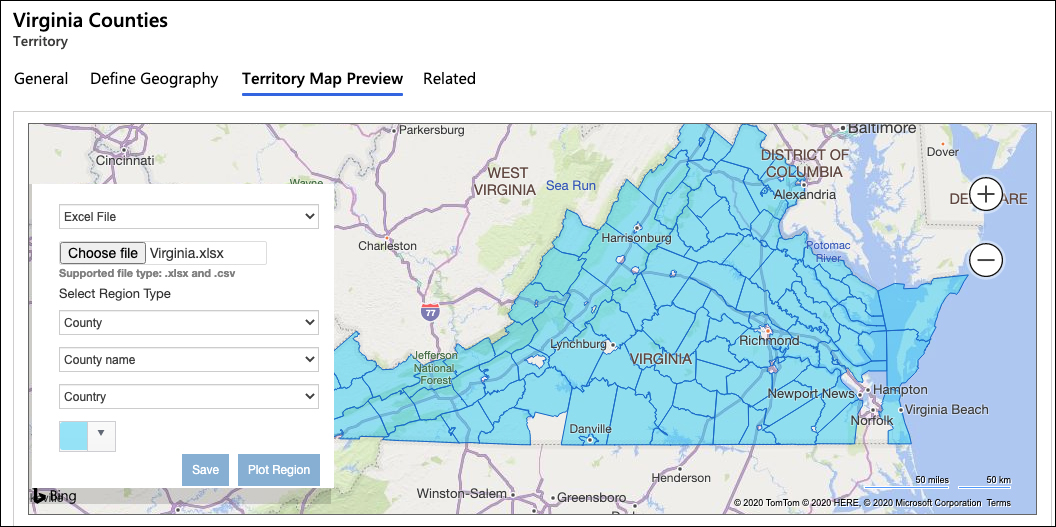 Virginia Counties
Territory
General
Define Geography
Territory Map Preview
Related
Parkersburg
Baltimore
Cincinnati
DISTRICT OF
COLUMBIA
Dover
WEST
VIRGINIA
Sea Run
Alexandria
DE
ARE
Excel File
Harrisonburg
Charleston
Potomac
River
Choose file Virginia.xlsx
Supported file type: .xlsx and .csv
Select Region Type
77
County
Richmond
Lynchburg
VIRGINIA
County name
Jefferson
National
Forest
Country
Newport News
Hampton
Virginia Beach
Norfolk
Danville
Save
Plot Region
Henderson
50 miles
50 km
Bing
Winston-Salem
Greensboro
© 2020 TomTom © 2020 HERE, © 2020 Microsoft Corporation Terms